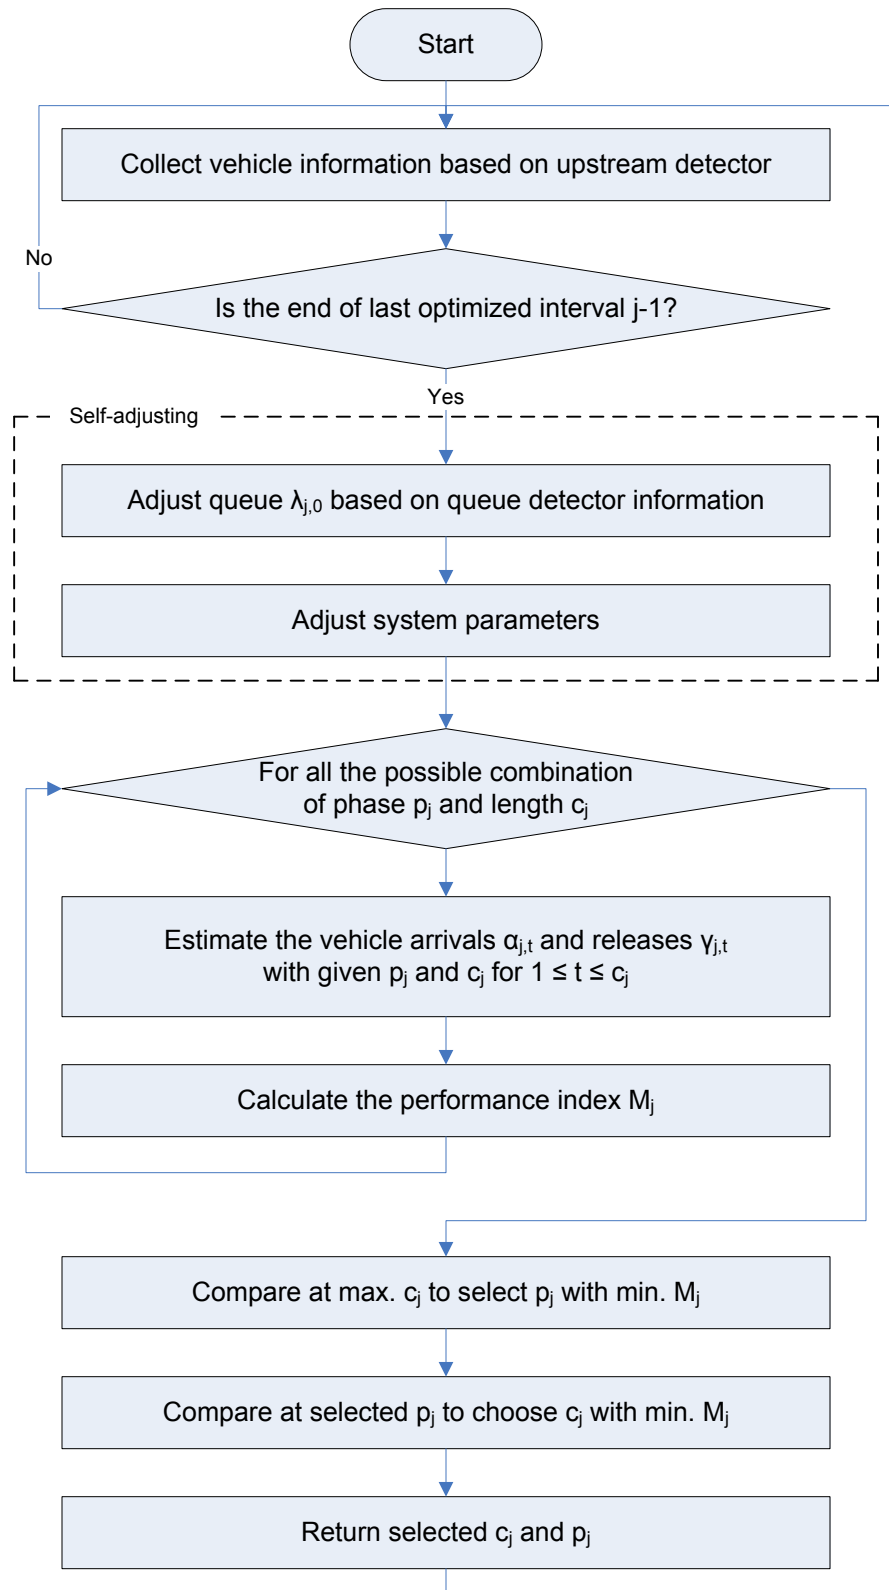 Start
Collect vehicle information based on upstream detector
No
Is the end of last optimized interval j-1?
Yes
Self-adjusting
Adjust queue λj,0 based on queue detector information
Adjust system parameters
For all the possible combination
of phase pj and length cj
Estimate the vehicle arrivals αj,t and releases γj,t
with given pj and cj for 1 ≤ t ≤ cj
Calculate the performance index Mj
Compare at max. cj to select pj with min. Mj
Compare at selected pj to choose cj with min. Mj
Return selected cj and pj